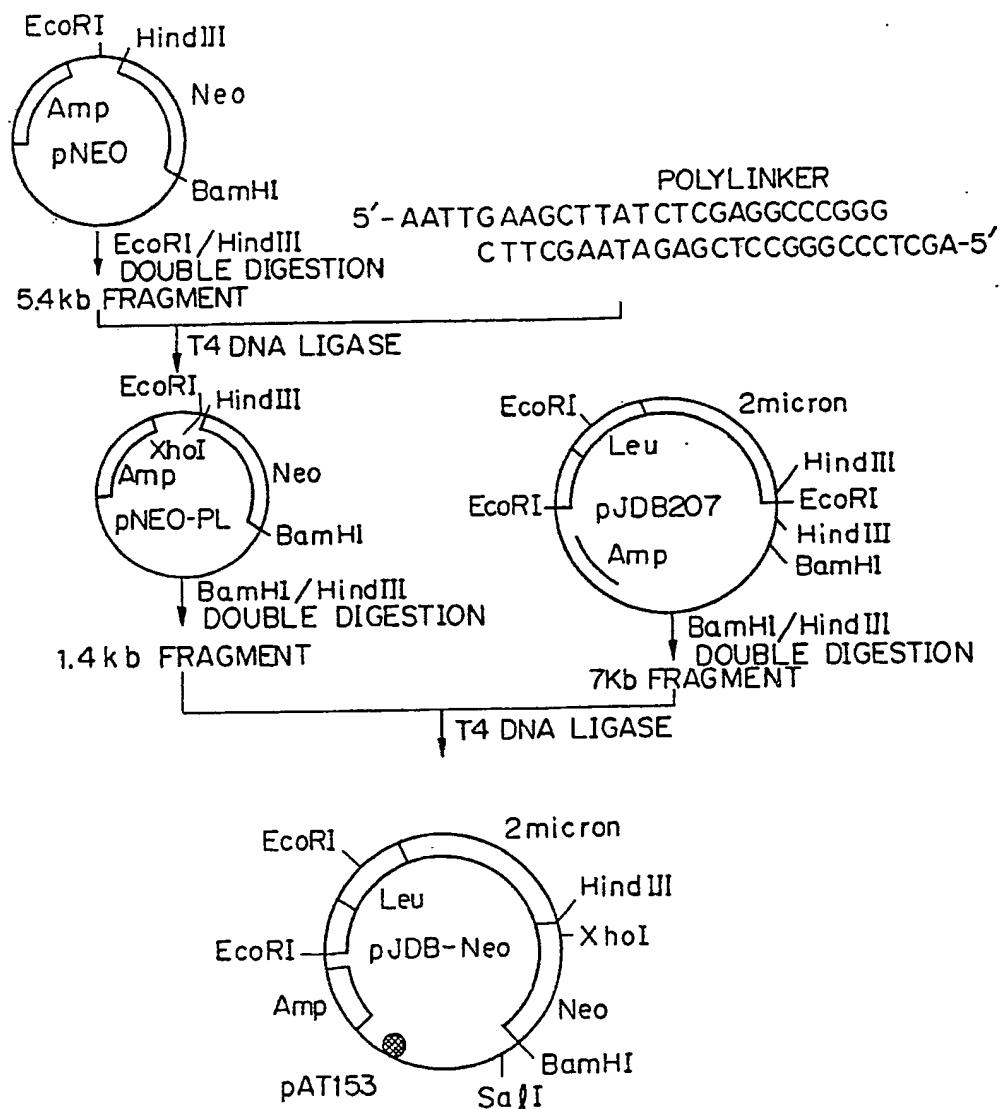 EcoRI
HindIII
Amp
Neo
pNEO
BamHI
POLYLINKER
5′-AATTGAAGCTTATCTCGAGGCCCGGG
CTTCGAATAGAGCTCCGGGCCCTCGA-5′
EcoRI/HindIII
DOUBLE DIGESTION
5.4kb FRAGMENT
T4 DNA LIGASE
EcoRI
HindIII
XhoI
Amp
Neo
pNEO-PL
BamHI
EcoRI
2micron
Leu
HindIII
EcoRI
EcoRI
pJDB207
HindIII
Amp
BamHI
BamHI/HindIII
DOUBLE DIGESTION
1.4kb FRAGMENT
BamHI/HindIII
DOUBLE DIGESTION
7Kb FRAGMENT
T4 DNA LIGASE
EcoRI
2micron
Leu
HindIII
XhoI
EcoRI
pJDB-Neo
Amp
Neo
BamHI
pAT153
SalI